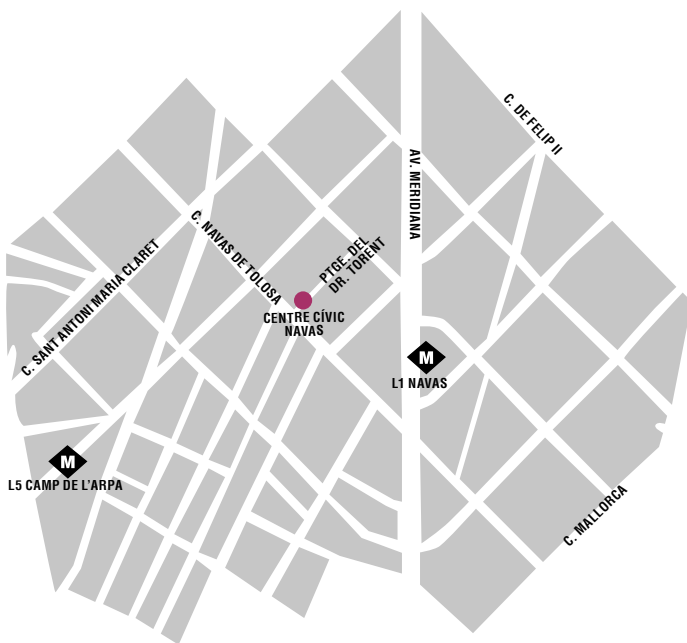 C. DE FELIP II
AV. MERIDIANA
C. NAVAS DE TOLOSA
PTGE. DEL
DR. TORENT
C. SANT ANTONI MARIA CLARET
CENTRE CÍVIC
NAVAS
M
L1 NAVAS
M
L5 CAMP DE L'ARPA
C. MALLORCA